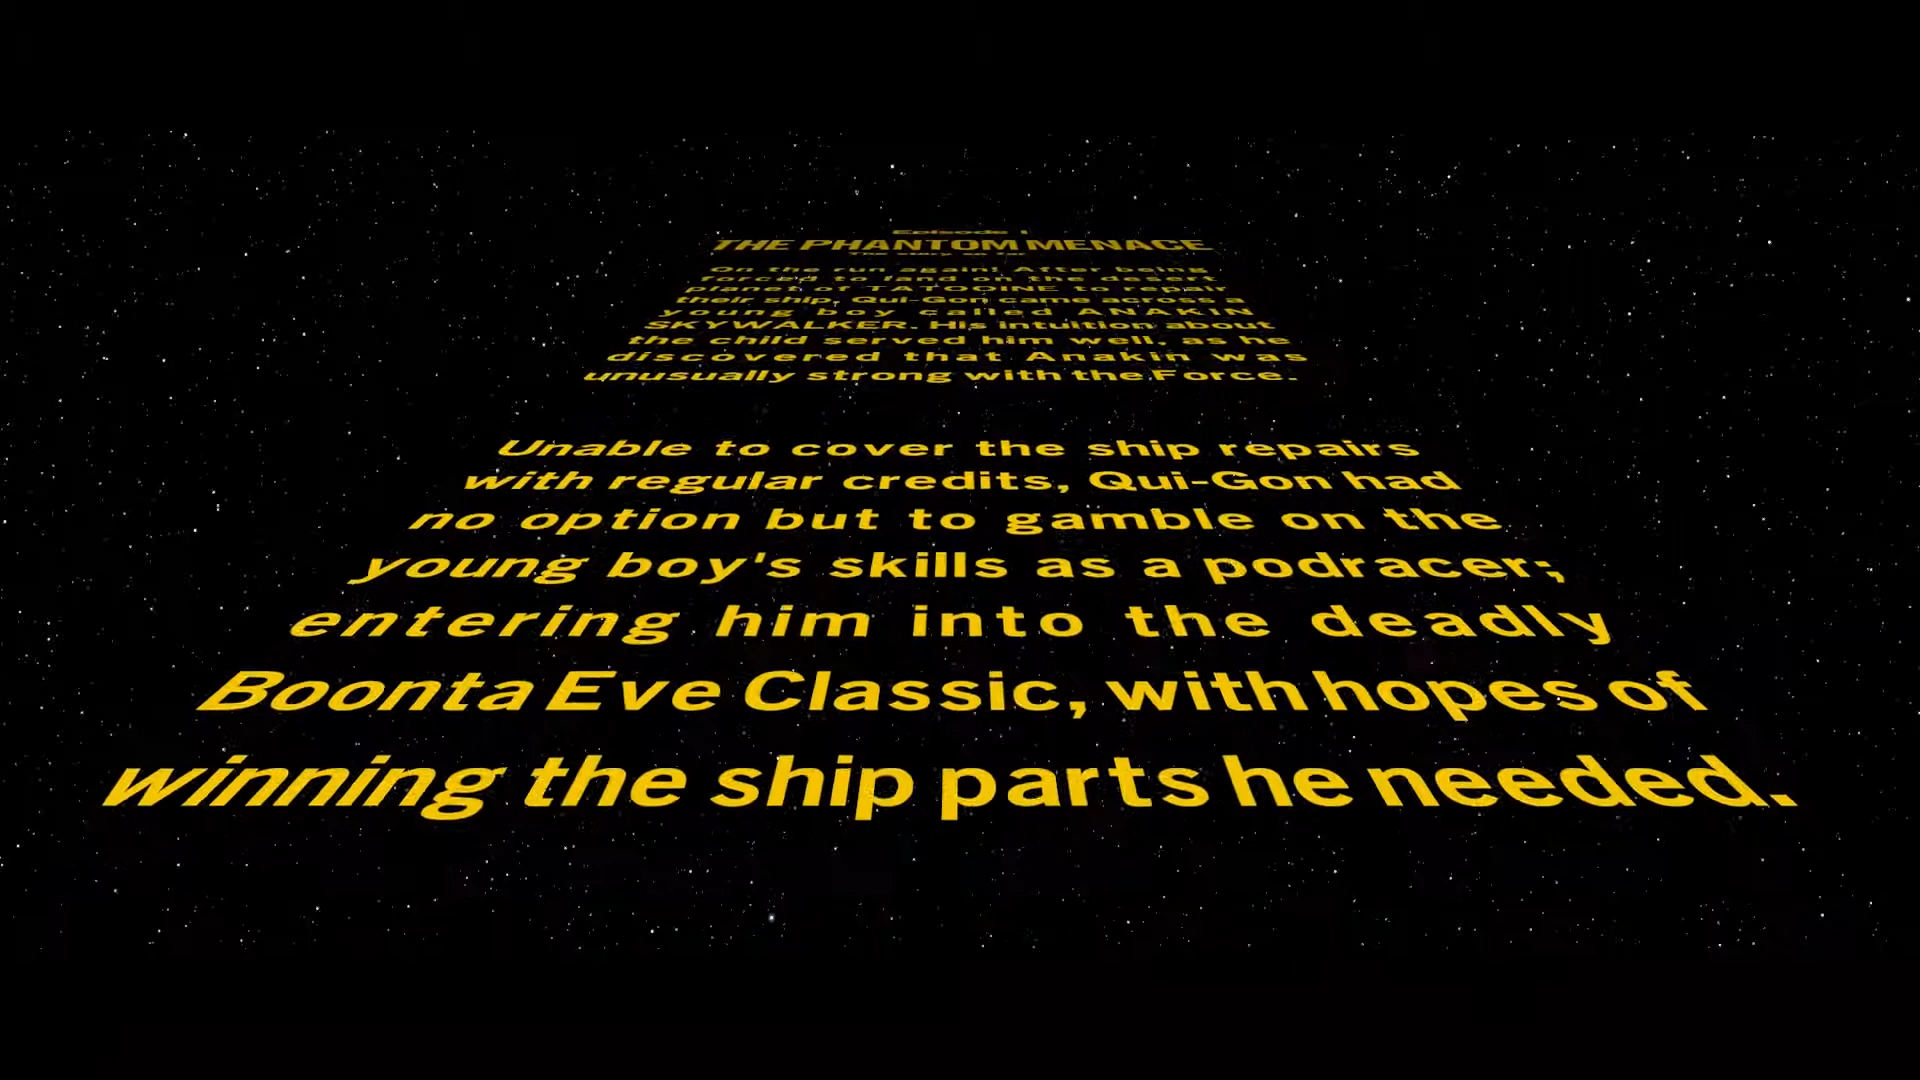 Episode I
THE PHANTOM MENACE
The story so far
On the run again! After being
forced to land on the desert
planet of TATOOINE to repair
their ship, Qui-Gon came across a
young boy called ANAKIN
SKYWALKER. His intuition about
the child served him well, as he
discovered that Anakin was
unusually strong with the Force.
Unable to cover the ship repairs
with regular credits, Qui-Gon had
no option but to gamble on the
young boy's skills as a podracer;
entering him into the deadly
Boonta Eve Classic, with hopes of
winning the ship parts he needed.